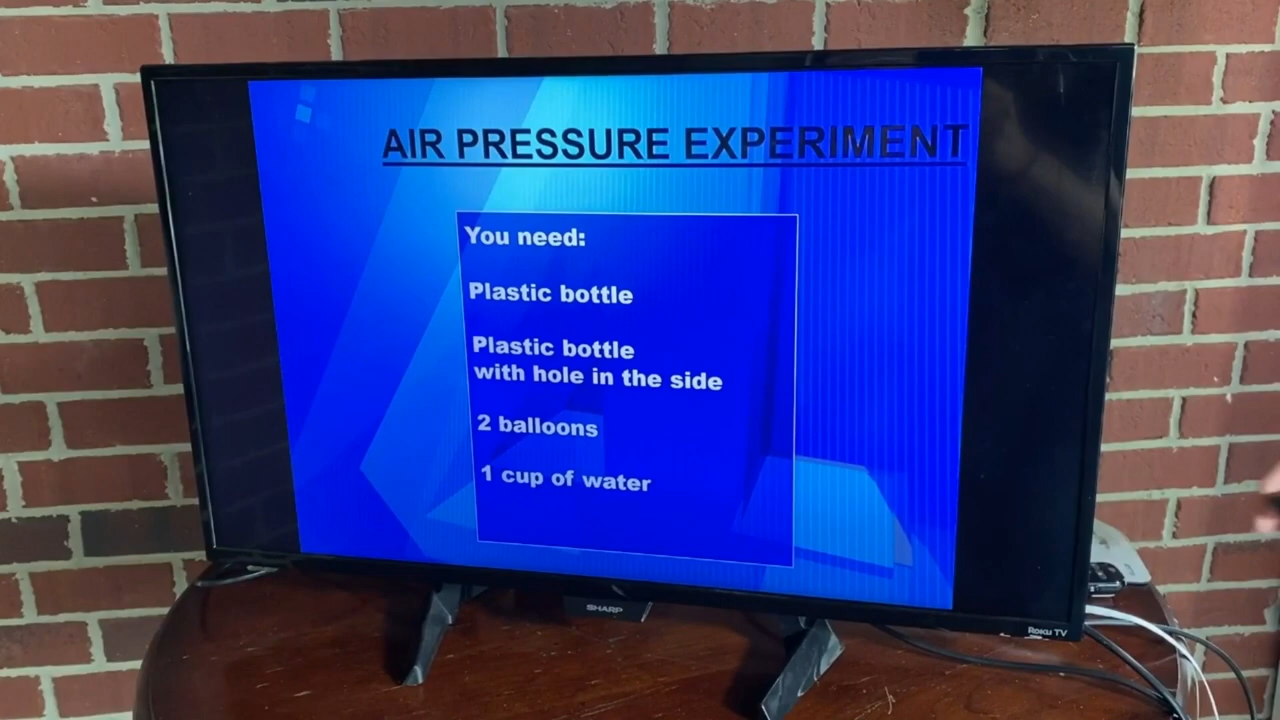 AIR PRESSURE EXPERIMENT
You need:
Plastic bottle
Plastic bottle
with hole in the side
2 balloons
1 cup of water
SHARP
Roku TV